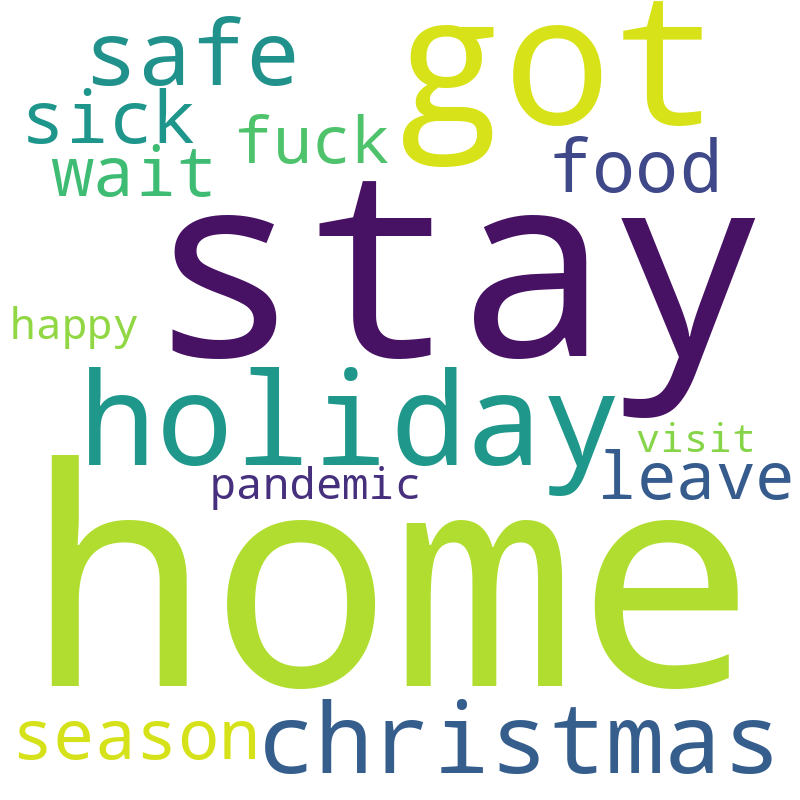 safe
got
sick
fuck
wait
food
stay
happy
holiday
visit
leave
pandemic
home
season
christmas